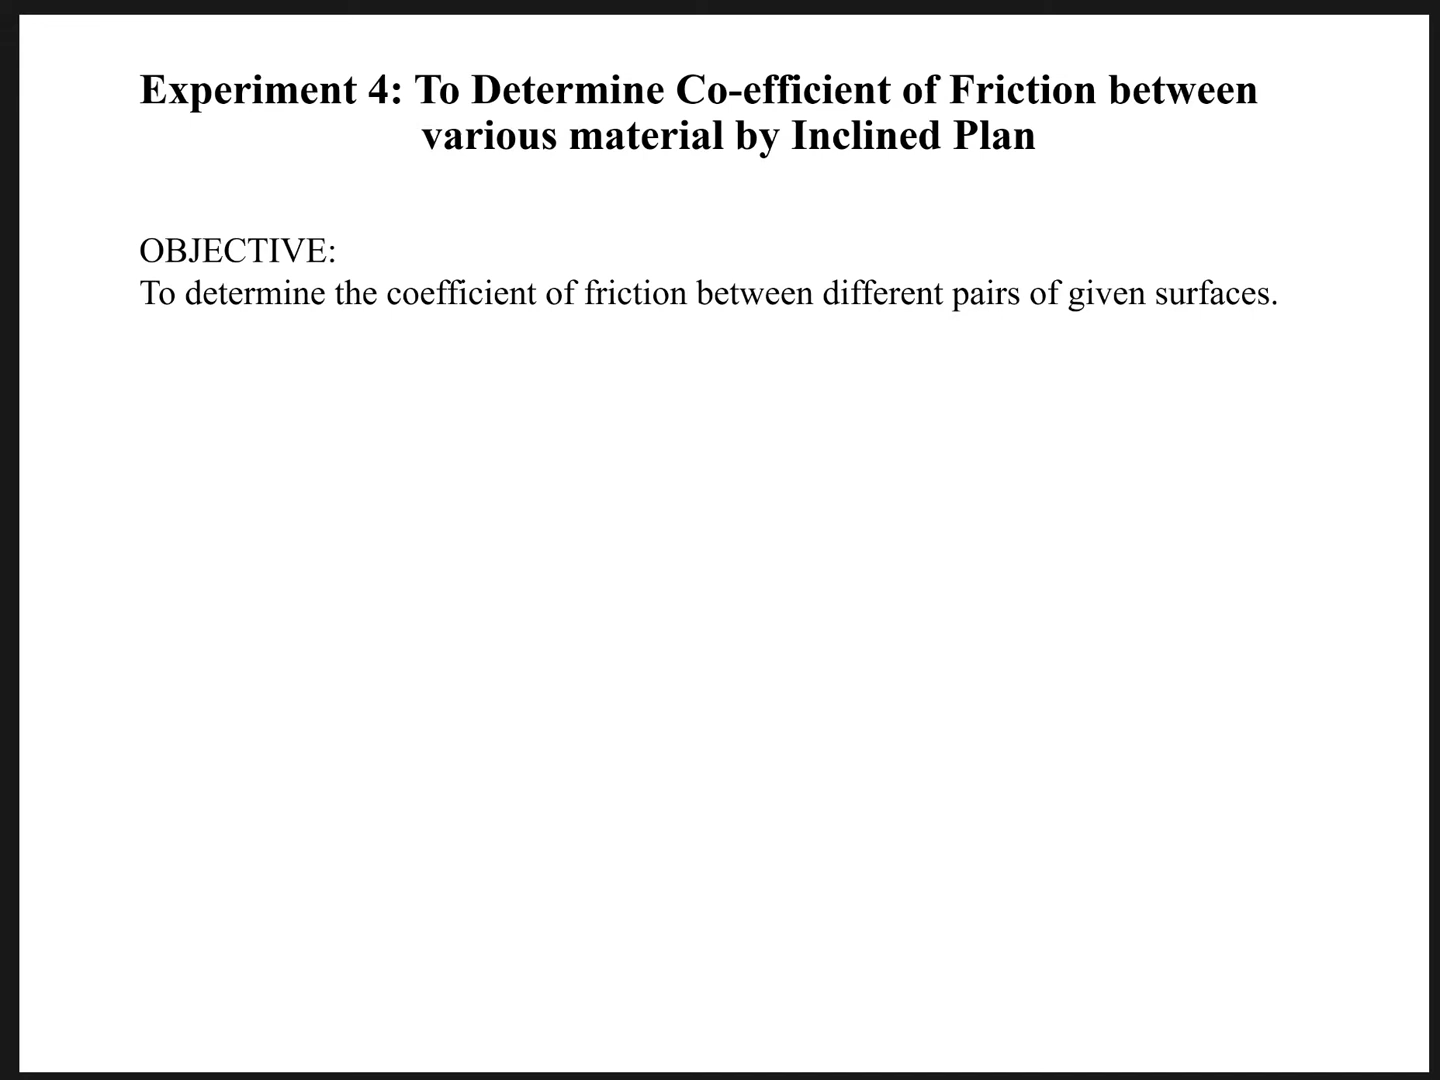 Experiment 4: To Determine Co-efficient of Friction between
various material by Inclined Plan
OBJECTIVE:
To determine the coefficient of friction between different pairs of given surfaces.